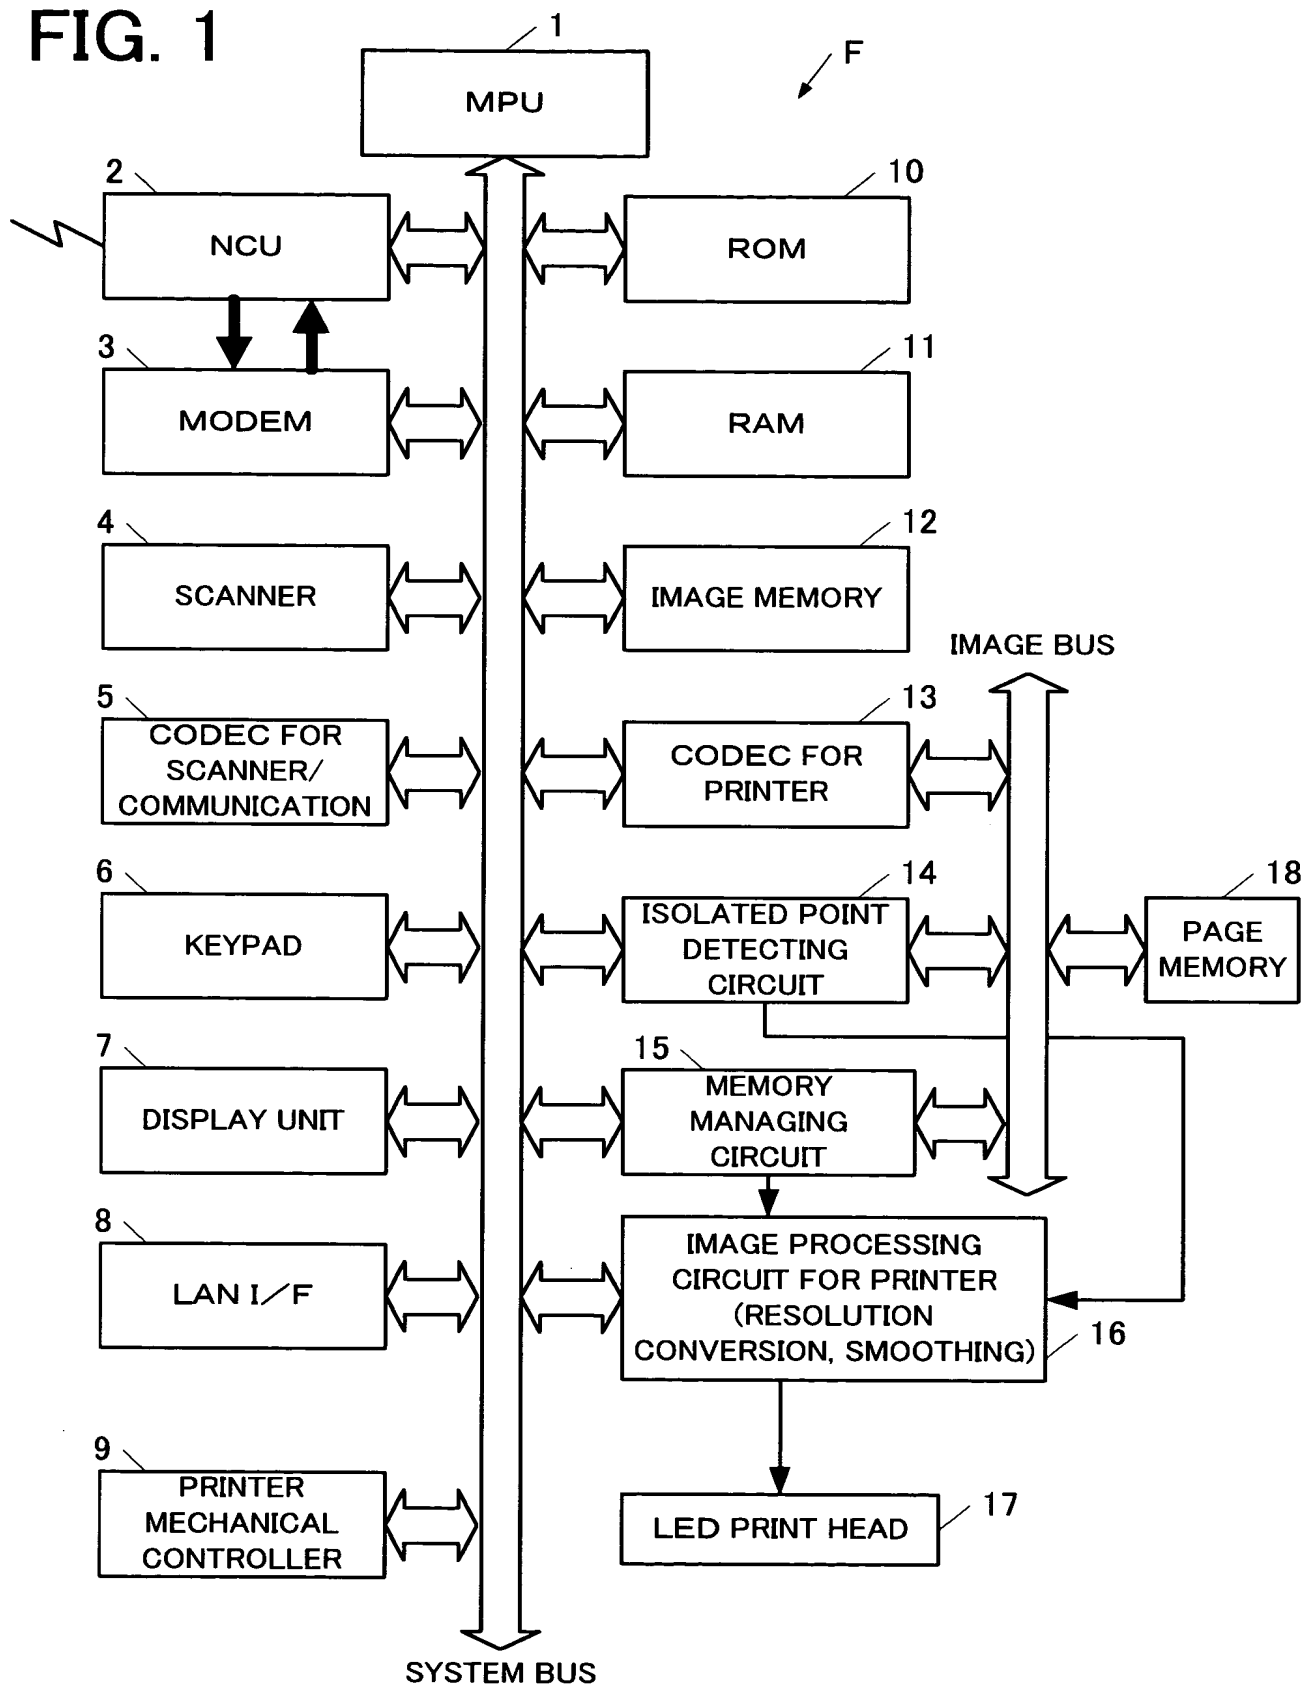 FIG. 1
1
MPU
F
2
NCU
10
ROM
3
MODEM
11
RAM
4
SCANNER
12
IMAGE MEMORY
IMAGE BUS
5
CODEC FOR
SCANNER/
COMMUNICATION
13
CODEC FOR
PRINTER
6
KEYPAD
14
ISOLATED POINT
DETECTING
CIRCUIT
18
PAGE
MEMORY
7
DISPLAY UNIT
15
MEMORY
MANAGING
CIRCUIT
8
LAN I/F
IMAGE PROCESSING
CIRCUIT FOR PRINTER
(RESOLUTION
CONVERSION, SMOOTHING)
16
9
PRINTER
MECHANICAL
CONTROLLER
LED PRINT HEAD
17
SYSTEM BUS